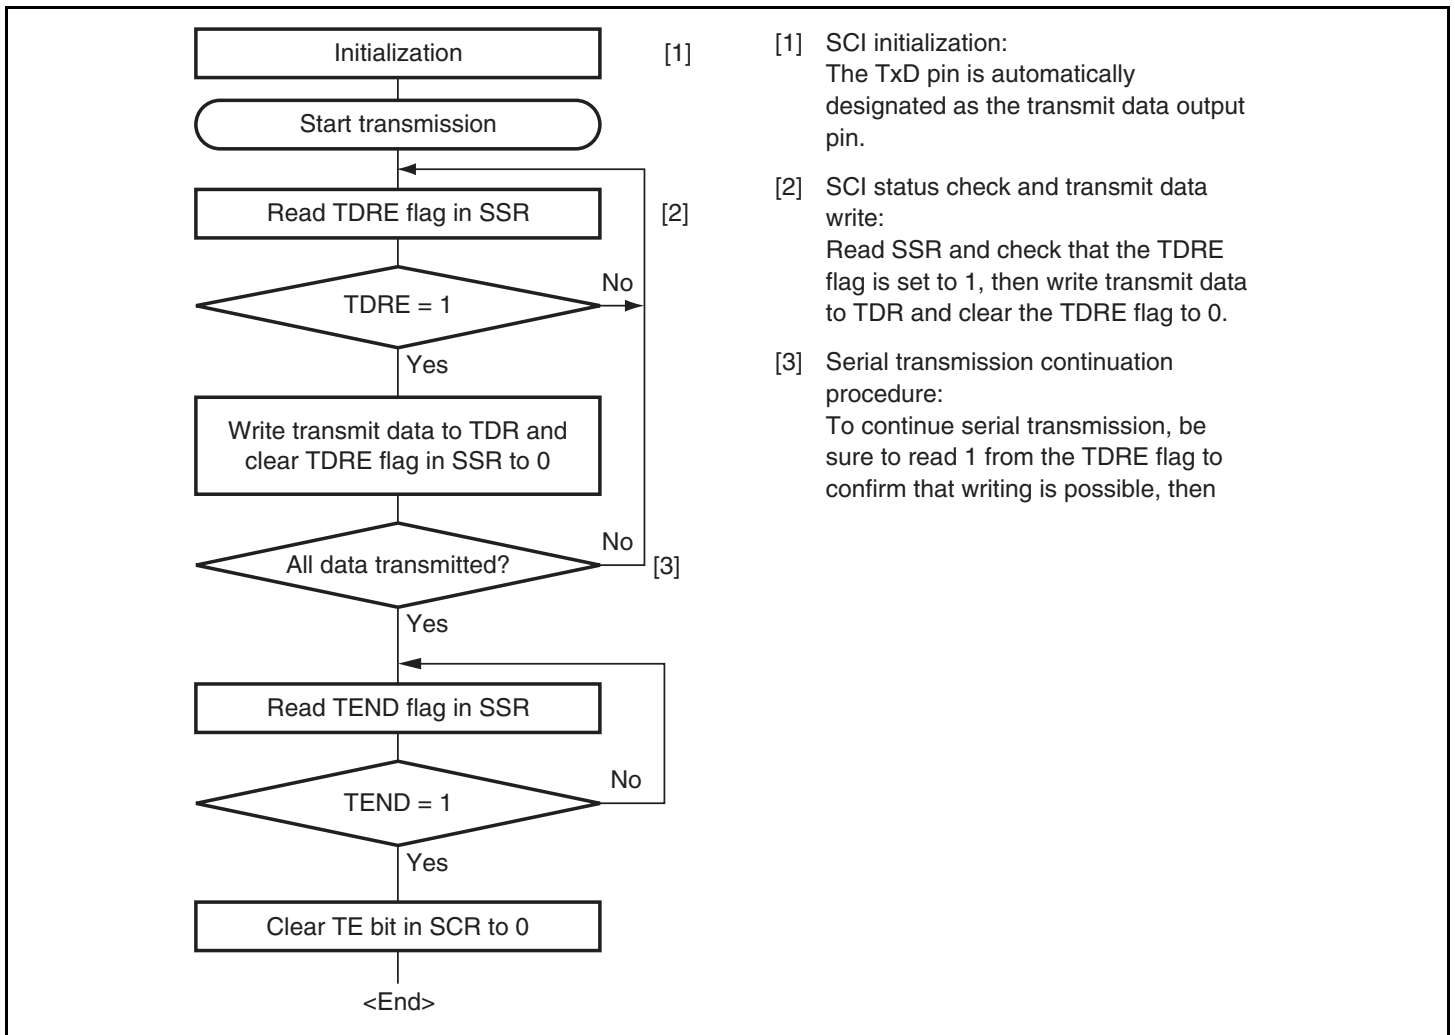 Initialization [1]
Start transmission
Read TDRE flag in SSR [2]
No
TDRE = 1
Yes
Write transmit data to TDR and
clear TDRE flag in SSR to 0
No
All data transmitted? [3]
Yes
Read TEND flag in SSR
No
TEND = 1
Yes
Clear TE bit in SCR to 0
<End>
[1] SCI initialization:
The TxD pin is automatically
designated as the transmit data output
pin.
[2] SCI status check and transmit data
write:
Read SSR and check that the TDRE
flag is set to 1, then write transmit data
to TDR and clear the TDRE flag to 0.
[3] Serial transmission continuation
procedure:
To continue serial transmission, be
sure to read 1 from the TDRE flag to
confirm that writing is possible, then